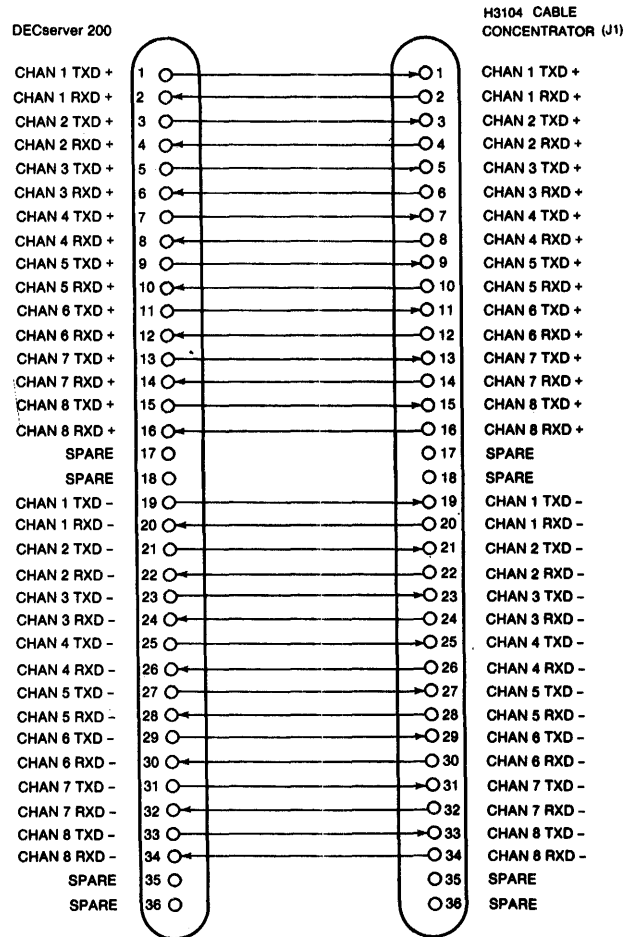 H3104 CABLE
DECserver 200 CONCENTRATOR (J1)
CHAN 1 TXD + 1 1 CHAN 1 TXD +
CHAN 1 RXD + 2 2 CHAN 1 RXD +
CHAN 2 TXD + 3 3 CHAN 2 TXD +
CHAN 2 RXD + 4 4 CHAN 2 RXD +
CHAN 3 TXD + 5 5 CHAN 3 TXD +
CHAN 3 RXD + 6 6 CHAN 3 RXD +
CHAN 4 TXD + 7 7 CHAN 4 TXD +
CHAN 4 RXD + 8 8 CHAN 4 RXD +
CHAN 5 TXD + 9 9 CHAN 5 TXD +
CHAN 5 RXD + 10 10 CHAN 5 RXD +
CHAN 6 TXD + 11 11 CHAN 6 TXD +
CHAN 6 RXD + 12 12 CHAN 6 RXD +
CHAN 7 TXD + 13 13 CHAN 7 TXD +
CHAN 7 RXD + 14 14 CHAN 7 RXD +
CHAN 8 TXD + 15 15 CHAN 8 TXD +
CHAN 8 RXD + 16 16 CHAN 8 RXD +
SPARE 17 17 SPARE
SPARE 18 18 SPARE
CHAN 1 TXD - 19 19 CHAN 1 TXD -
CHAN 1 RXD - 20 20 CHAN 1 RXD -
CHAN 2 TXD - 21 21 CHAN 2 TXD -
CHAN 2 RXD - 22 22 CHAN 2 RXD -
CHAN 3 TXD - 23 23 CHAN 3 TXD -
CHAN 3 RXD - 24 24 CHAN 3 RXD -
CHAN 4 TXD - 25 25 CHAN 4 TXD -
CHAN 4 RXD - 26 26 CHAN 4 RXD -
CHAN 5 TXD - 27 27 CHAN 5 TXD -
CHAN 5 RXD - 28 28 CHAN 5 RXD -
CHAN 6 TXD - 29 29 CHAN 6 TXD -
CHAN 6 RXD - 30 30 CHAN 6 RXD -
CHAN 7 TXD - 31 31 CHAN 7 TXD -
CHAN 7 RXD - 32 32 CHAN 7 RXD -
CHAN 8 TXD - 33 33 CHAN 8 TXD -
CHAN 8 RXD - 34 34 CHAN 8 RXD -
SPARE 35 35 SPARE
SPARE 36 36 SPARE